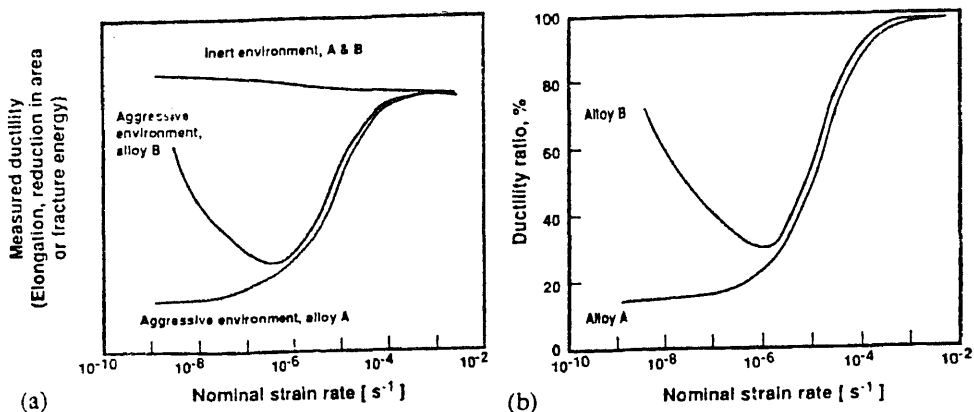 Measured ductility
(Elongation, reduction in area
or fracture energy)
Inert environment, A & B
Aggressive
environment,
alloy B
Aggressive environment, alloy A
10⁻¹⁰
10⁻⁸
10⁻⁶
10⁻⁴
10⁻²
Nominal strain rate [ s⁻¹ ]
(a)
Ductility ratio, %
100
80
60
40
20
0
Alloy B
Alloy A
10⁻¹⁰
10⁻⁸
10⁻⁶
10⁻⁴
10⁻²
Nominal strain rate [ s⁻¹ ]
(b)